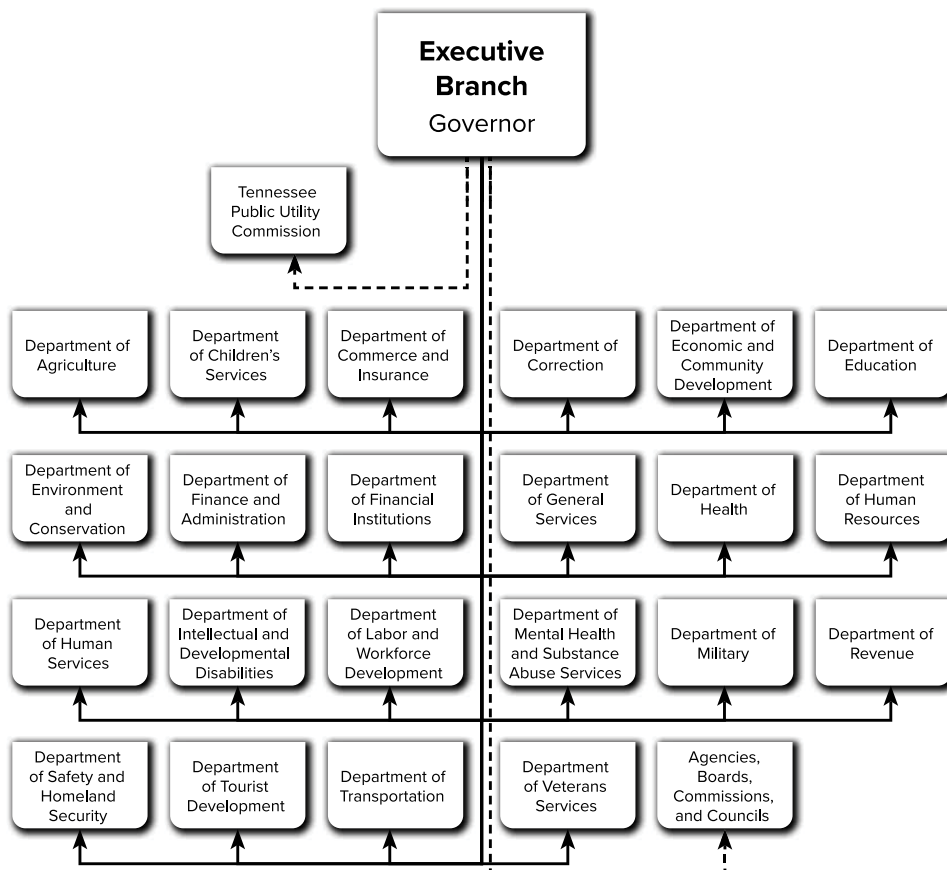 Executive
Branch
Governor
Tennessee
Public Utility
Commission
Department of
Agriculture
Department
of Children’s
Services
Department of
Commerce and
Insurance
Department of
Correction
Department of
Economic and
Community
Development
Department of
Education
Department of
Environment
and
Conservation
Department
of Finance and
Administration
Department
of Financial
Institutions
Department
of General
Services
Department of
Health
Department
of Human
Resources
Department
of Human
Services
Department of
Intellectual and
Developmental
Disabilities
Department
of Labor and
Workforce
Development
Department of
Mental Health
and Substance
Abuse Services
Department of
Military
Department
of Revenue
Department
of Safety and
Homeland
Security
Department
of Tourist
Development
Department of
Transportation
Department
of Veterans
Services
Agencies,
Boards,
Commissions,
and Councils